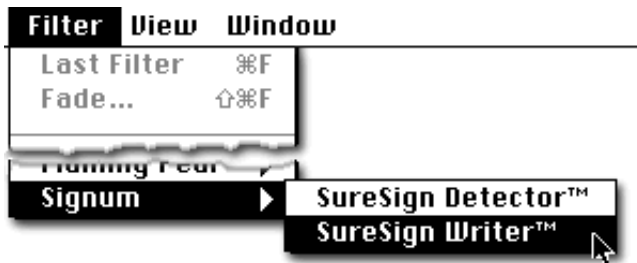 Filter View Window
Last Filter ⌘F
Fade... ⇧⌘F
Signum
SureSign Detector™
SureSign Writer™